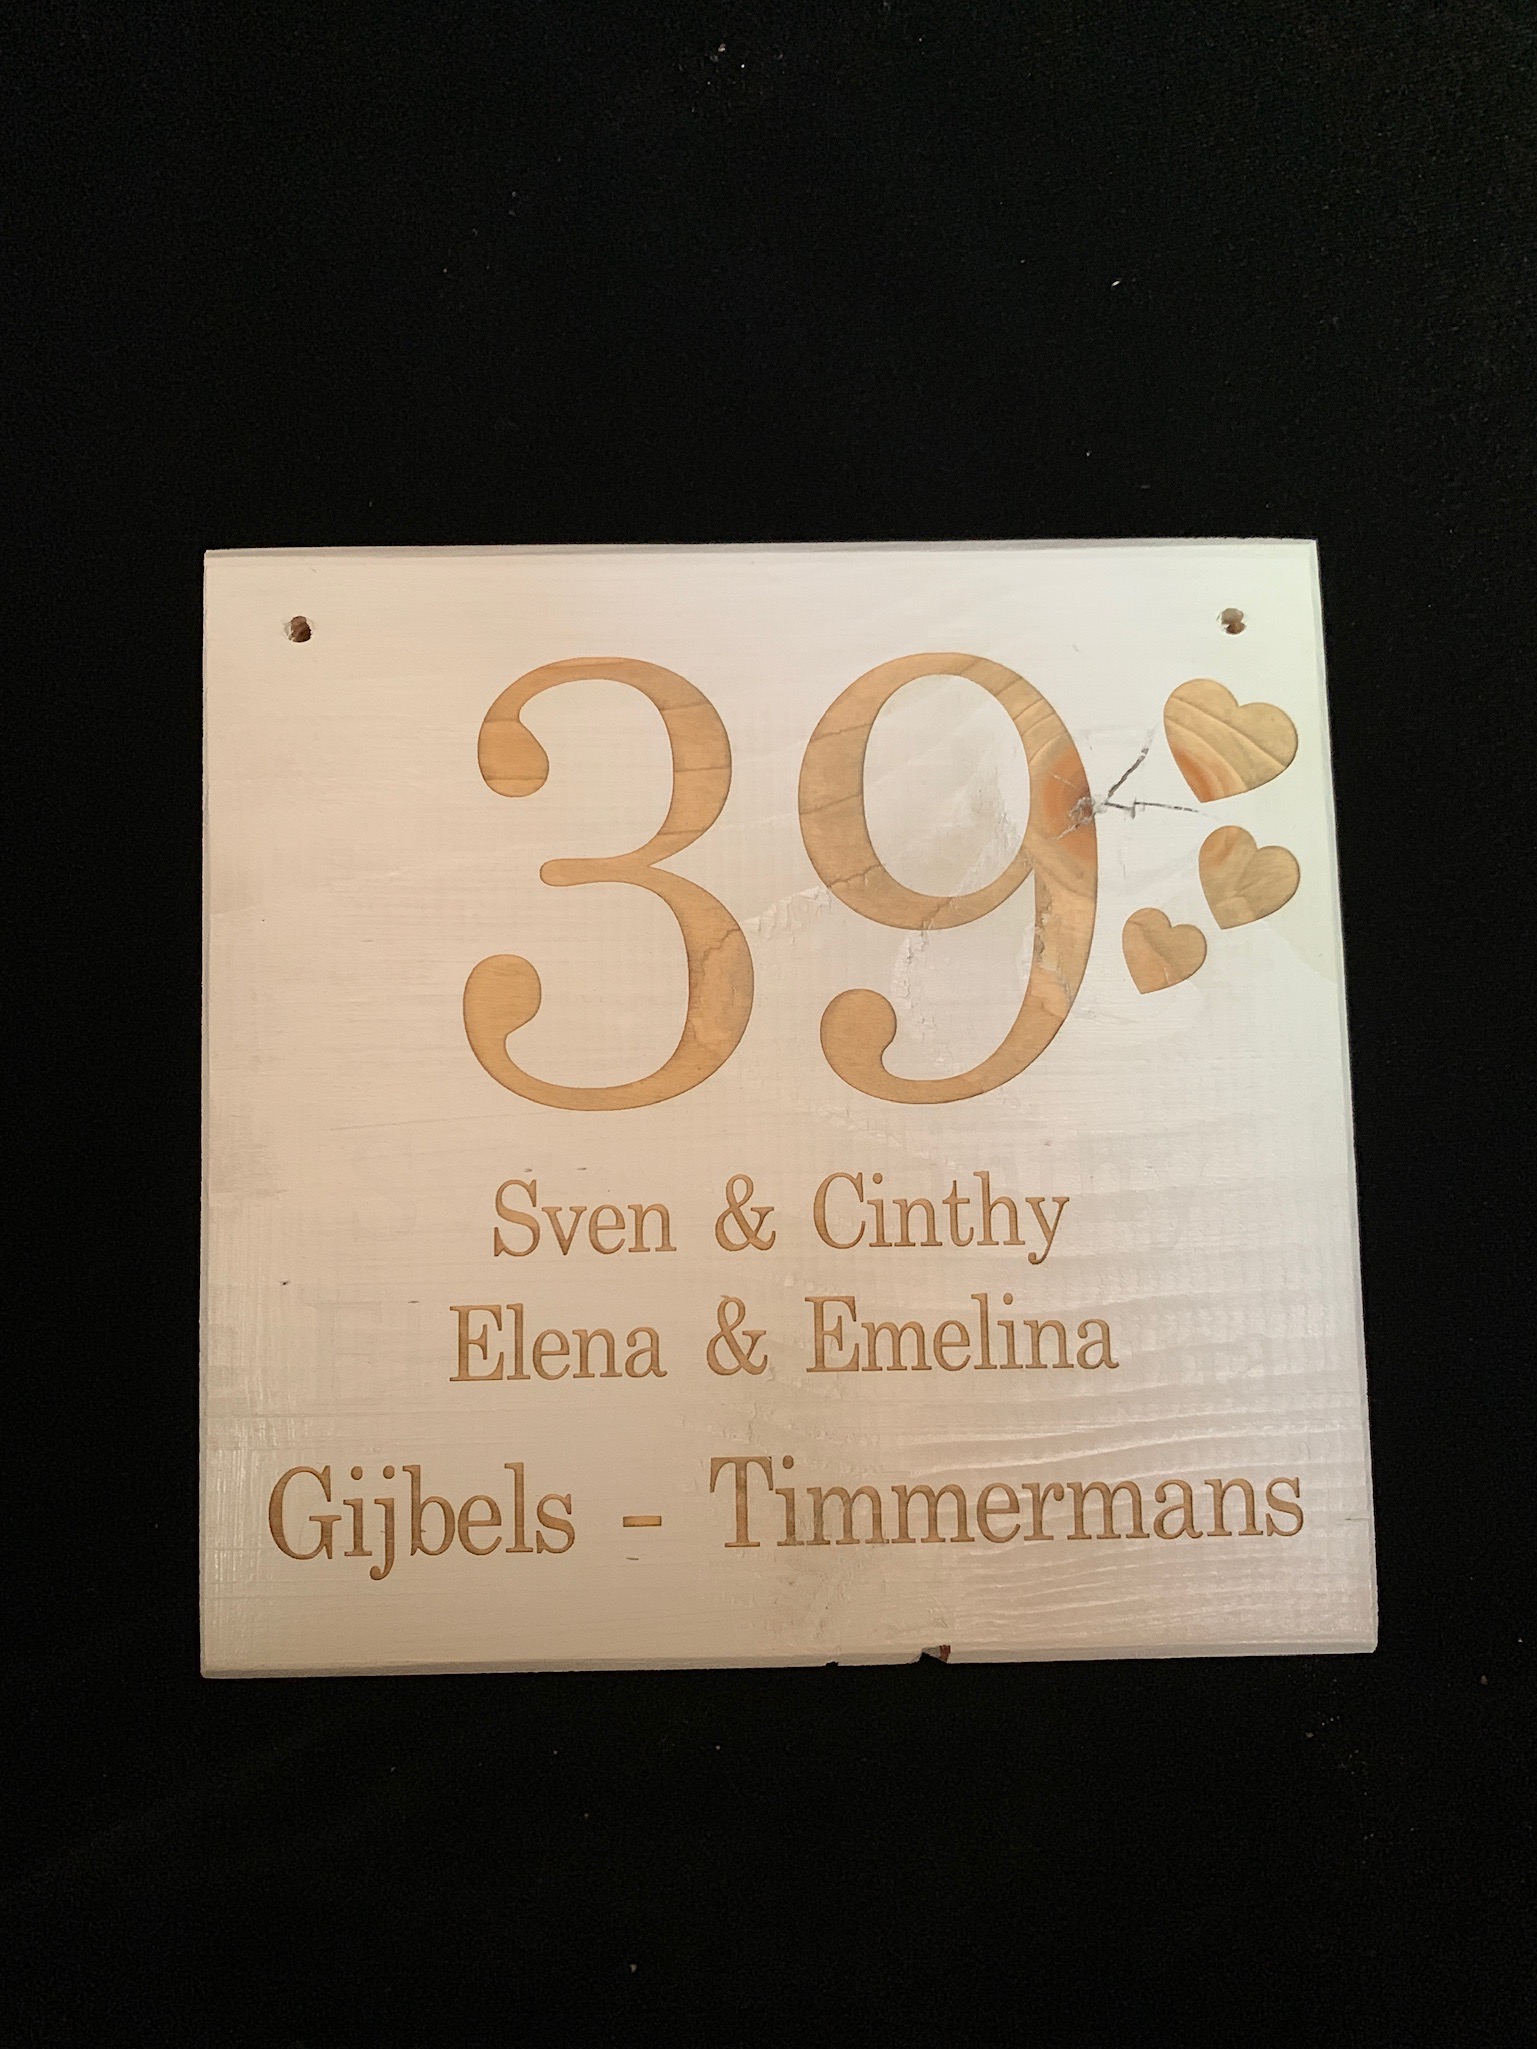 39
Sven & Cinthy
Elena & Emelina
Gijbels - Timmermans